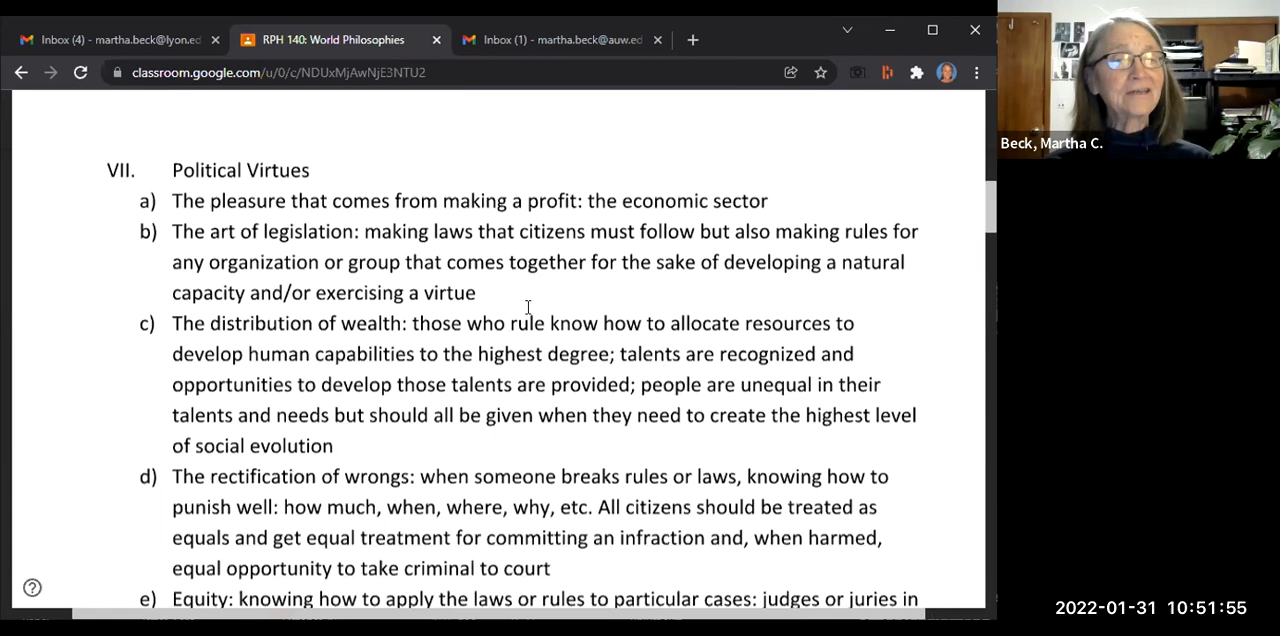 Inbox (4) - martha.beck@lyon.ed
RPH 140: World Philosophies
Inbox (1) - martha.beck@auw.ed
classroom.google.com/u/0/c/NDUxMjAwNjE3NTU2
Beck, Martha C.
VII. Political Virtues
a) The pleasure that comes from making a profit: the economic sector
b) The art of legislation: making laws that citizens must follow but also making rules for
any organization or group that comes together for the sake of developing a natural
capacity and/or exercising a virtue
c) The distribution of wealth: those who rule know how to allocate resources to
develop human capabilities to the highest degree; talents are recognized and
opportunities to develop those talents are provided; people are unequal in their
talents and needs but should all be given when they need to create the highest level
of social evolution
d) The rectification of wrongs: when someone breaks rules or laws, knowing how to
punish well: how much, when, where, why, etc. All citizens should be treated as
equals and get equal treatment for committing an infraction and, when harmed,
equal opportunity to take criminal to court
e) Equity: knowing how to apply the laws or rules to particular cases: judges or juries in
2022-01-31 10:51:55